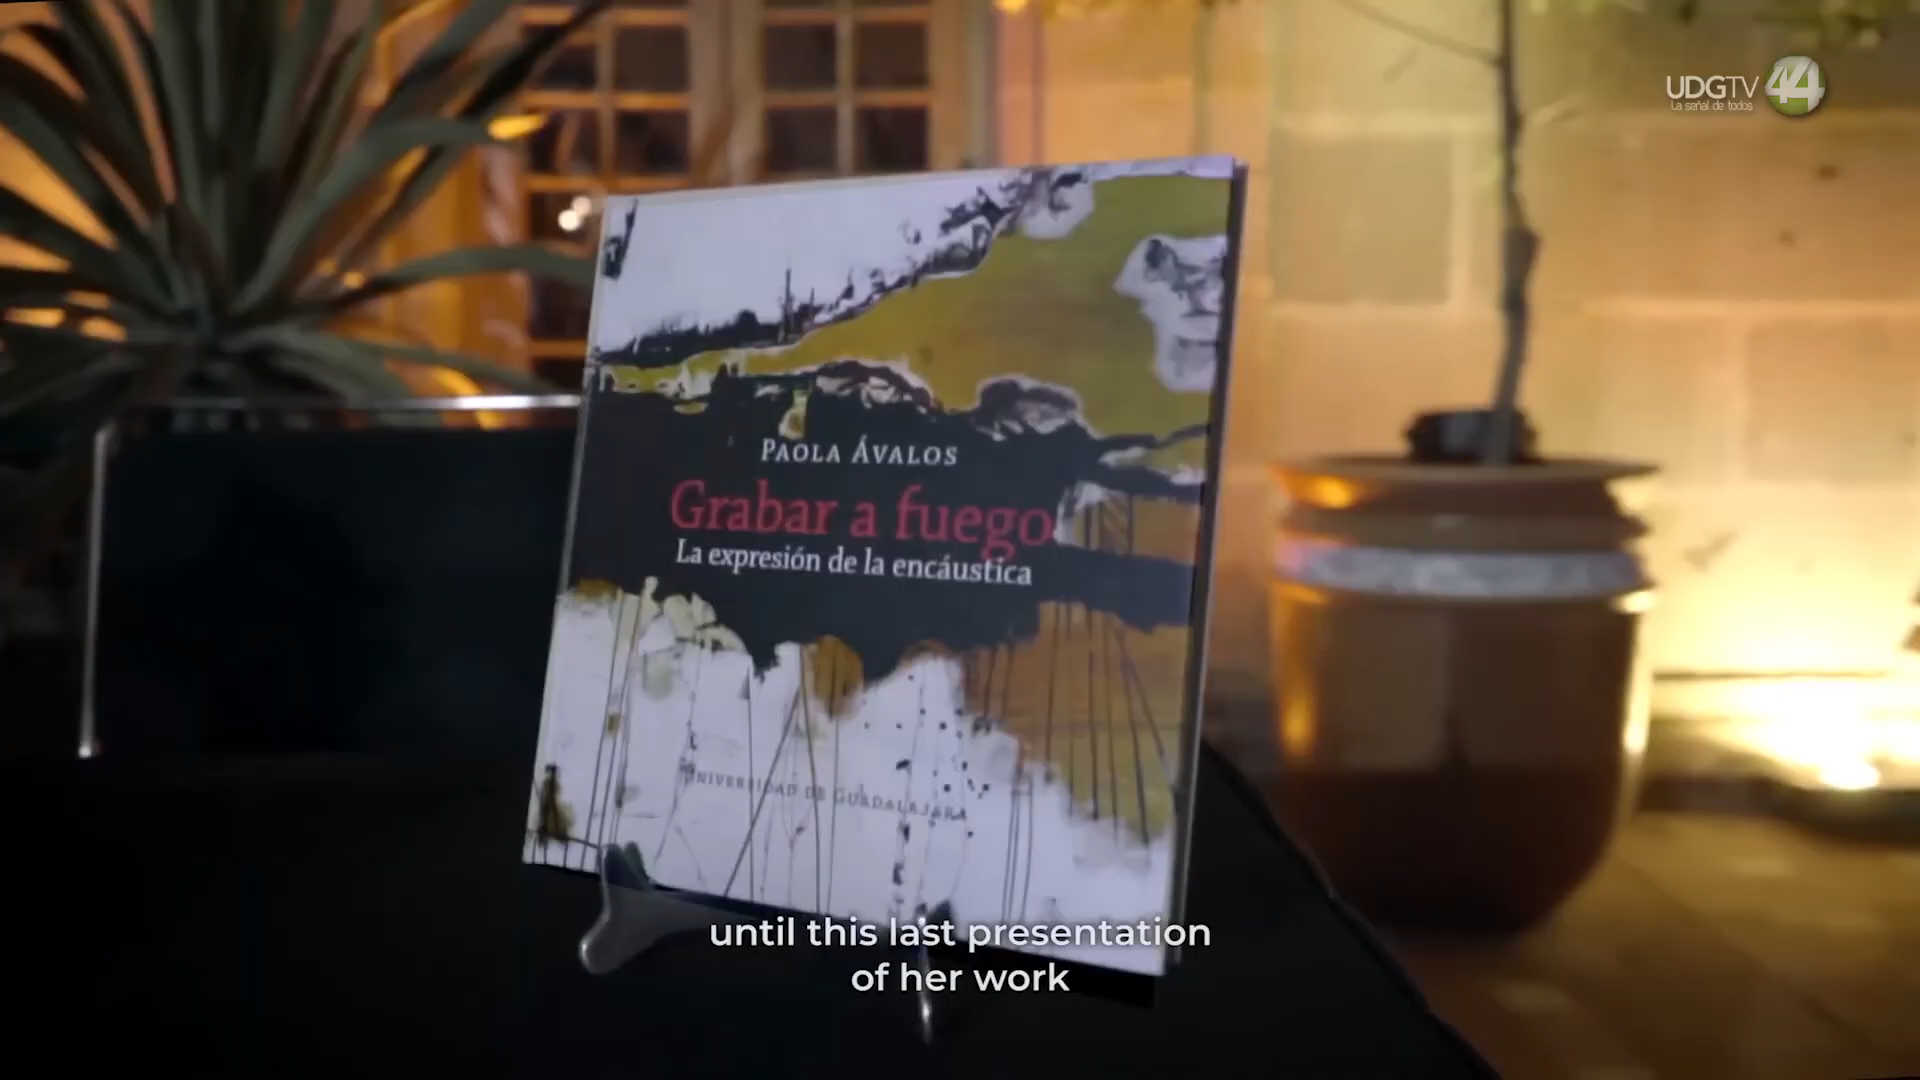 UDGTV 44
La señal de todos
PAOLA ÁVALOS
Grabar a fuego
La expresión de la encáustica
UNIVERSIDAD DE GUADALAJARA
until this last presentation
of her work